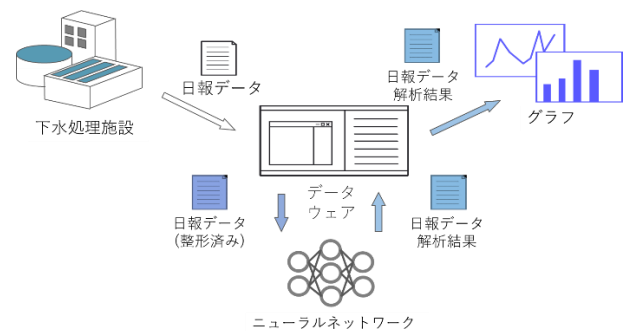 日報データ
下水処理施設
日報データ
解析結果
グラフ
データ
ウェア
日報データ
(整形済み)
日報データ
解析結果
ニューラルネットワーク